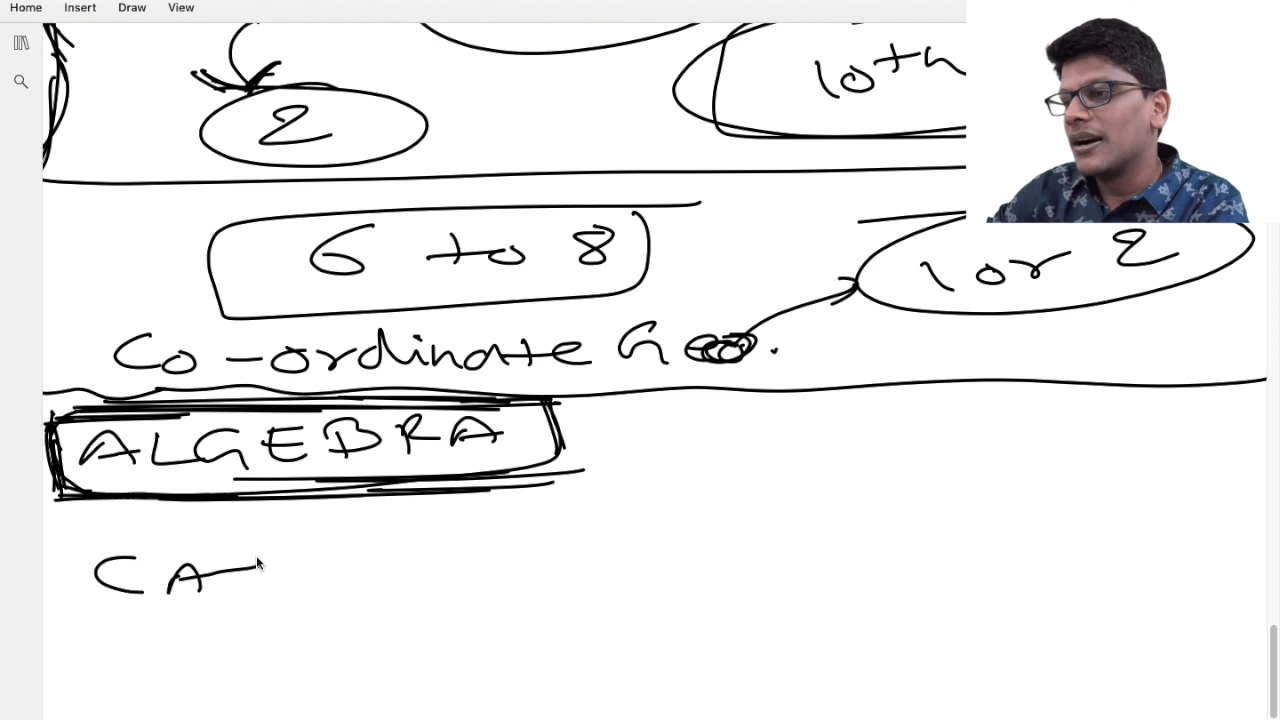 Home Insert Draw View
10th
2
6 to 8
1 or 2
Co-ordinate Geo.
ALGEBRA
CA